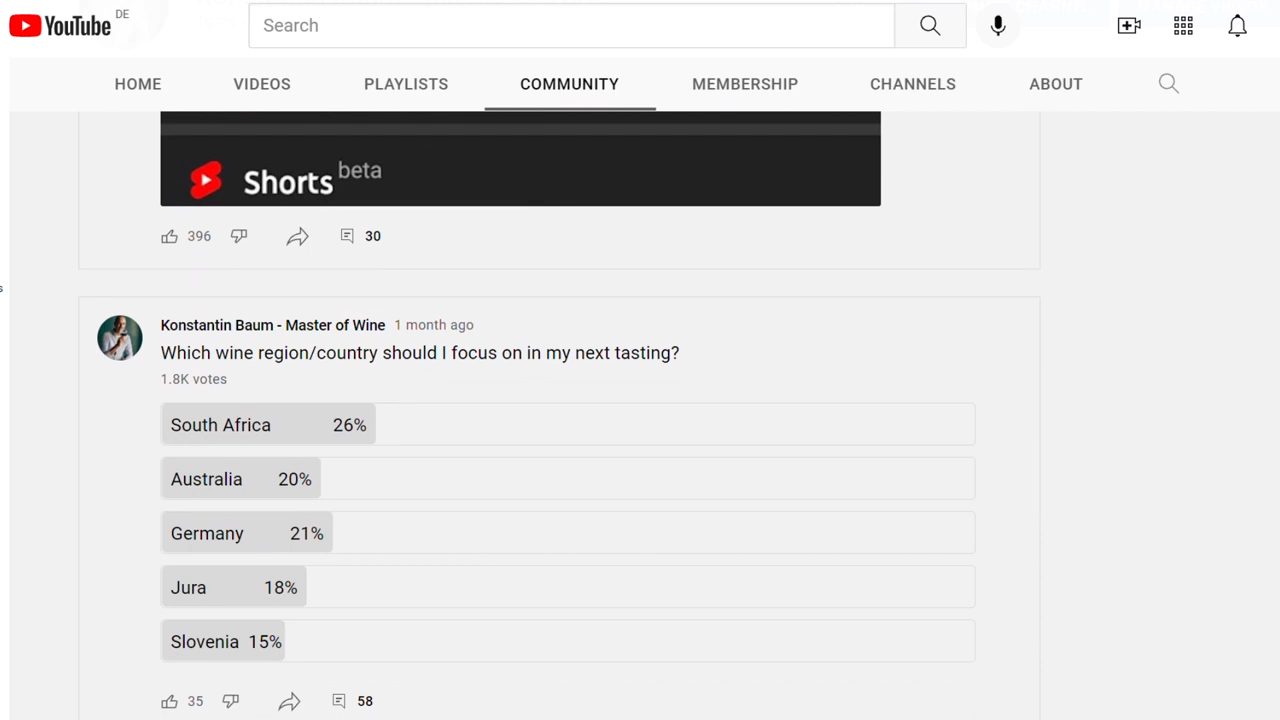 YouTube DE
Search
HOME VIDEOS PLAYLISTS COMMUNITY MEMBERSHIP CHANNELS ABOUT
Shorts beta
396 30
Konstantin Baum - Master of Wine 1 month ago
Which wine region/country should I focus on in my next tasting?
1.8K votes
South Africa 26%
Australia 20%
Germany 21%
Jura 18%
Slovenia 15%
35 58